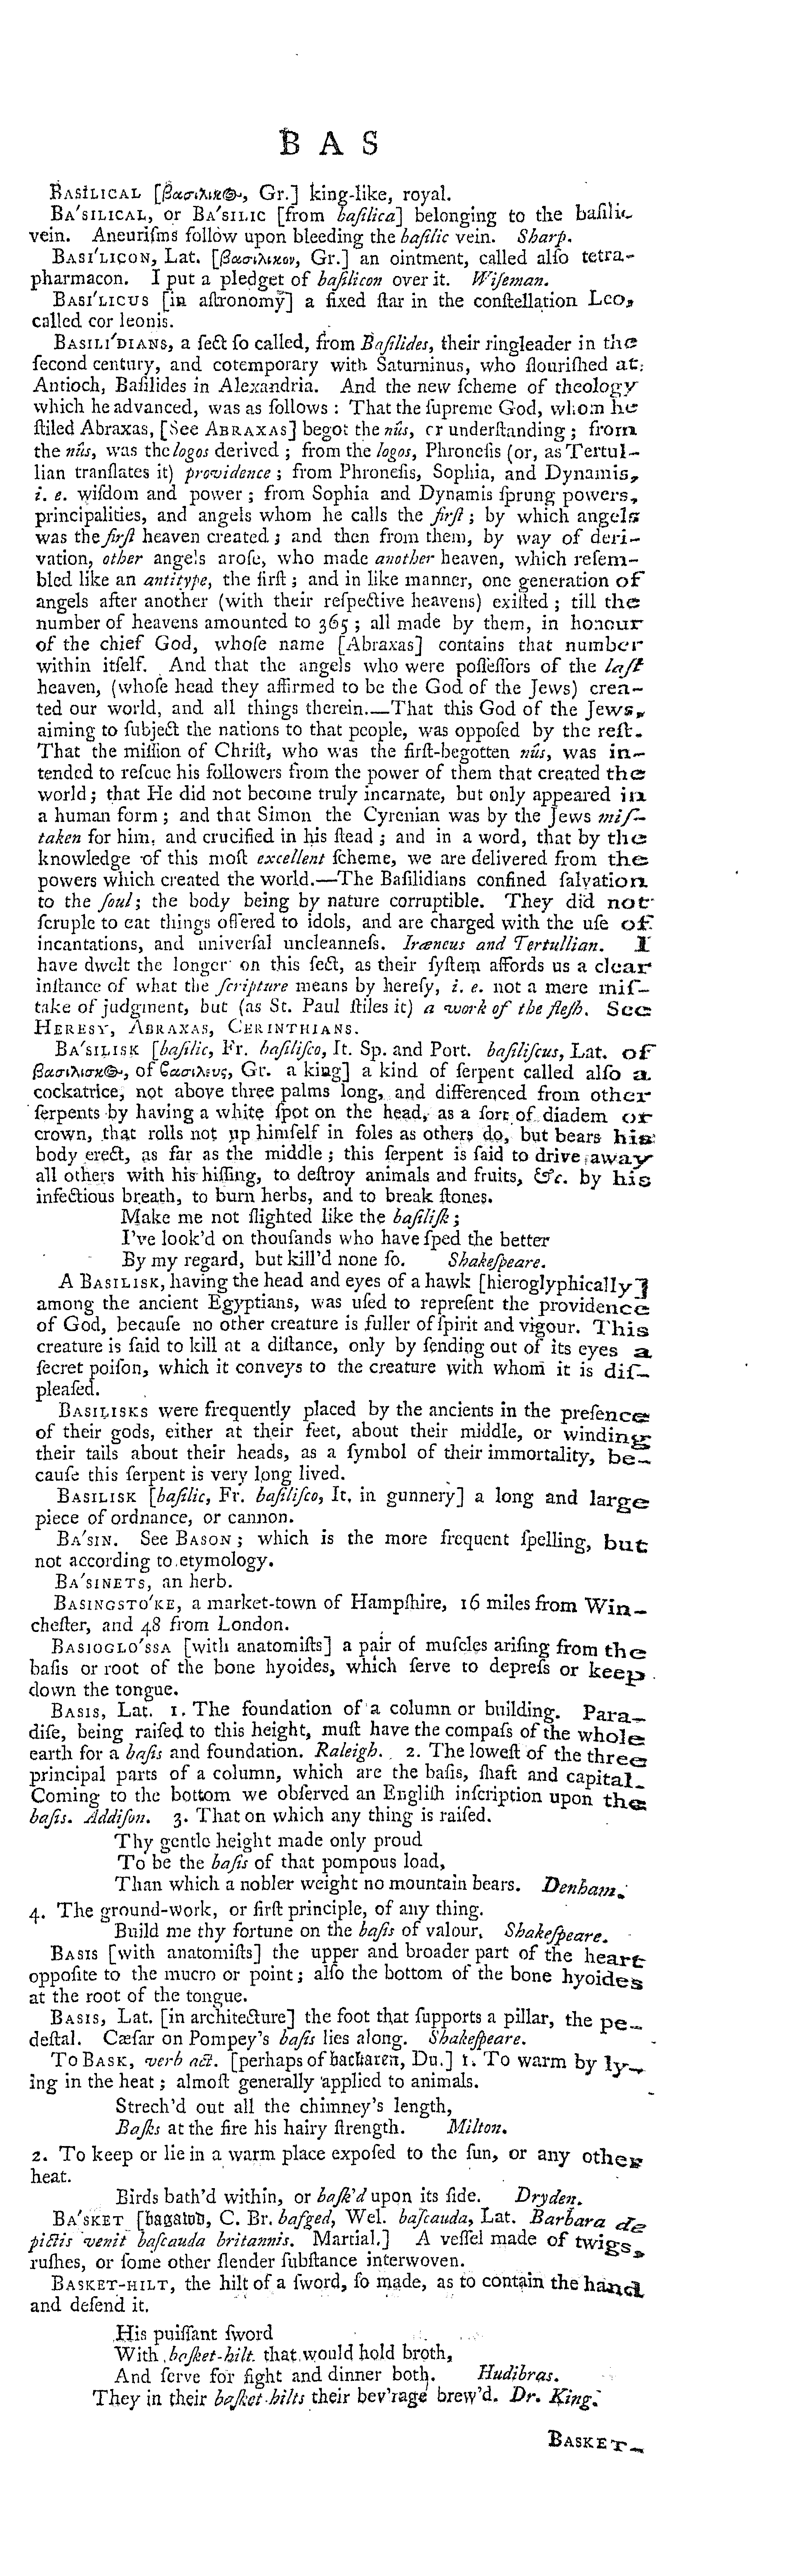 B A S
BASILICAL [βασιλικ๛, Gr.] king-like, royal.
BA′SILICAL, or BA′SILIC [from baſilica] belonging to the baſilic
vein. Aneuriſms follow upon bleeding the baſilic vein. Sharp.
BASI′LICON, Lat. [βασιλικον, Gr.] an ointment, called alſo tetra-
pharmacon. I put a pledget of baſilicon over it. Wiſeman.
BASI′LICUS [in aſtronomy] a fixed ſtar in the conſtellation Leo,
called cor leonis.
BASILI′DIANS, a ſect ſo called, from Baſilides, their ringleader in the
ſecond century, and cotemporary with Saturninus, who flouriſhed at
Antioch, Baſilides in Alexandria. And the new ſcheme of theology
which he advanced, was as follows: That the ſupreme God, whom he
ſtiled Abraxas, [See ABRAXAS] begot the nûs, or underſtanding; from
the nûs, was the logos derived; from the logos, Phroneſis (or, as Tertul-
lian tranſlates it) providence; from Phroneſis, Sophia, and Dynamis,
i. e. wiſdom and power; from Sophia and Dynamis ſprung powers,
principalities, and angels whom he calls the firſt; by which angels
was the firſt heaven created; and then from them, by way of deri-
vation, other angels aroſe, who made another heaven, which reſem-
bled like an antitype, the firſt; and in like manner, one generation of
angels after another (with their reſpective heavens) exiſted; till the
number of heavens amounted to 365; all made by them, in honour
of the chief God, whoſe name [Abraxas] contains that number
within itſelf. And that the angels who were poſſeſſors of the laſt
heaven, (whoſe head they affirmed to be the God of the Jews) crea-
ted our world, and all things therein.—That this God of the Jews,
aiming to ſubject the nations to that people, was oppoſed by the reſt.
That the miſſion of Chriſt, who was the firſt-begotten nûs, was in-
tended to reſcue his followers from the power of them that created the
world; that He did not become truly incarnate, but only appeared in
a human form; and that Simon the Cyrenian was by the Jews miſ-
taken for him, and crucified in his ſtead; and in a word, that by the
knowledge of this moſt excellent ſcheme, we are delivered from the
powers which created the world.—The Baſilidians confined ſalvation
to the ſoul; the body being by nature corruptible. They did not
ſcruple to eat things offered to idols, and are charged with the uſe of
incantations, and univerſal uncleanneſs. Iræneus and Tertullian. I
have dwelt the longer on this ſect, as their ſyſtem affords us a clear
inſtance of what the ſcripture means by hereſy, i. e. not a mere miſ-
take of judgment, but (as St. Paul ſtiles it) a work of the fleſh. See
HERESY, ABRAXAS, CERINTHIANS.
BA′SILISK [baſilic, Fr. baſiliſco, It. Sp. and Port. baſiliſcus, Lat. of
βασιλισκ๛, of ϐασιλευς, Gr. a king] a kind of ſerpent called alſo a
cockatrice, not above three palms long, and differenced from other
ſerpents by having a white ſpot on the head, as a ſort of diadem or
crown, that rolls not up himſelf in foles as others do, but bears his
body erect, as far as the middle; this ſerpent is ſaid to drive away
all others with his hiſſing, to deſtroy animals and fruits, &c. by his
infectious breath, to burn herbs, and to break ſtones.
Make me not ſlighted like the baſiliſk;
I've look'd on thouſands who have ſped the better
By my regard, but kill'd none ſo. Shakeſpeare.
A BASILISK, having the head and eyes of a hawk [hieroglyphically]
among the ancient Egyptians, was uſed to repreſent the providence
of God, becauſe no other creature is fuller of ſpirit and vigour. This
creature is ſaid to kill at a diſtance, only by ſending out of its eyes a
ſecret poiſon, which it conveys to the creature with whom it is diſ-
pleaſed.
BASILISKS were frequently placed by the ancients in the preſence
of their gods, either at their feet, about their middle, or winding
their tails about their heads, as a ſymbol of their immortality, be-
cauſe this ſerpent is very long lived.
BASILISK [baſilic, Fr. baſiliſco, It. in gunnery] a long and large
piece of ordnance, or cannon.
BA′SIN. See BASON; which is the more frequent ſpelling, but
not according to etymology.
BA′SINETS, an herb.
BASINGSTO′KE, a market-town of Hampſhire, 16 miles from Win-
cheſter, and 48 from London.
BASIOGLO′SSA [with anatomiſts] a pair of muſcles ariſing from the
baſis or root of the bone hyoides, which ſerve to depreſs or keep
down the tongue.
BASIS, Lat. 1. The foundation of a column or building. Para-
diſe, being raiſed to this height, muſt have the compaſs of the whole
earth for a baſis and foundation. Raleigh. 2. The loweſt of the three
principal parts of a column, which are the baſis, ſhaft and capital.
Coming to the bottom we obſerved an Engliſh inſcription upon the
baſis. Addiſon. 3. That on which any thing is raiſed.
Thy gentle height made only proud
To be the baſis of that pompous load,
Than which a nobler weight no mountain bears. Denham.
4. The ground-work, or firſt principle, of any thing.
Build me thy fortune on the baſis of valour. Shakeſpeare.
BASIS [with anatomiſts] the upper and broader part of the heart
oppoſite to the mucro or point; alſo the bottom of the bone hyoides
at the root of the tongue.
BASIS, Lat. [in architecture] the foot that ſupports a pillar, the pe-
deſtal. Cæſar on Pompey's baſis lies along. Shakeſpeare.
To BASK, verb act. [perhaps of backaren, Du.] 1. To warm by ly-
ing in the heat; almoſt generally applied to animals.
Strech'd out all the chimney's length,
Baſks at the fire his hairy ſtrength. Milton.
2. To keep or lie in a warm place expoſed to the ſun, or any other
heat.
Birds bath'd within, or baſk'd upon its ſide. Dryden.
BA′SKET [bagawd, C. Br. baſged, Wel. baſcauda, Lat. Barbara de
pictis venit baſcauda britannis. Martial.] A veſſel made of twigs,
ruſhes, or ſome other ſlender ſubſtance interwoven.
BASKET-HILT, the hilt of a ſword, ſo made, as to contain the hand
and defend it.
His puiſſant ſword
With baſket-hilt that would hold broth,
And ſerve for fight and dinner both. Hudibras.
They in their baſket-hilts their bev'rage brew'd. Dr. King.
BASKET-